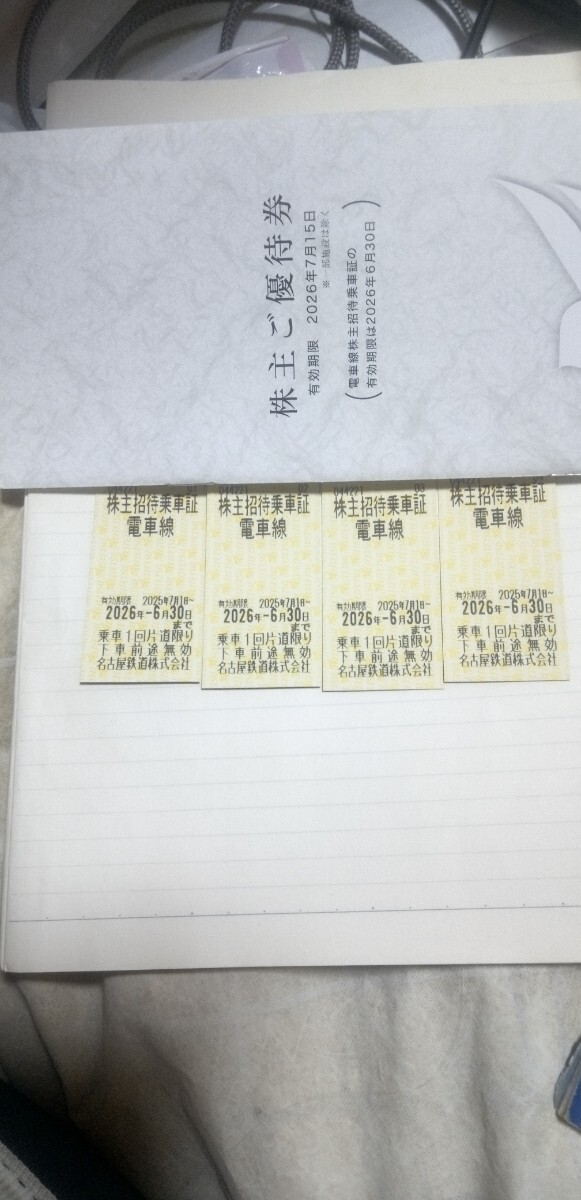 株主ご優待券
有効期限 2026年7月15日
※一部施設は除く
(電車線株主招待乗車証の
有効期限は2026年6月30日)
01
株主招待乗車証
電車線
有効期限 2025年7月1日~
2026年-6月30日
まで
乗車1回片道限り
下車前途無効
名古屋鉄道株式会社
02
株主招待乗車証
電車線
有効期限 2025年7月1日~
2026年-6月30日
まで
乗車1回片道限り
下車前途無効
名古屋鉄道株式会社
03
株主招待乗車証
電車線
有効期限 2025年7月1日~
2026年-6月30日
まで
乗車1回片道限り
下車前途無効
名古屋鉄道株式会社
株主招待乗車証
電車線
有効期限 2025年7月1日~
2026年-6月30日
まで
乗車1回片道限り
下車前途無効
名古屋鉄道株式会社